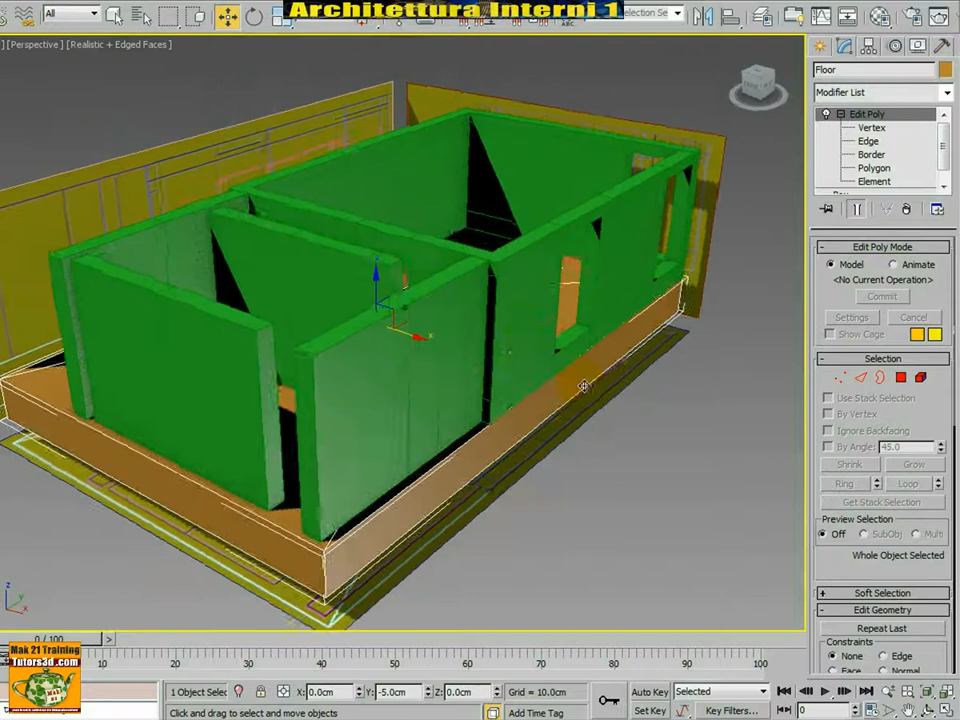 Architettura Interni 1
All
Selection Se
[Perspective] [Realistic + Edged Faces]
Floor
Modifier List
Edit Poly
Vertex
Edge
Border
Polygon
Element
Edit Poly Mode
Model
Animate
<No Current Operation>
Commit
Settings
Cancel
Show Cage
Selection
Use Stack Selection
By Vertex
Ignore Backfacing
By Angle: 45.0
Shrink
Grow
Ring
Loop
Get Stack Selection
Preview Selection
Off
SubObj
Multi
Whole Object Selected
Soft Selection
Edit Geometry
Repeat Last
Constraints
None
Edge
Face
Normal
z
y
x
0 / 100
Mak 21 Training
Tutors3d.com
10 20 30 40 50 60 70 80 90 100
1 Object Selec
X: 0.0cm
Y: -5.0cm
Z: 0.0cm
Grid = 10.0cm
Auto Key
Selected
Click and drag to select and move objects
Add Time Tag
Set Key
Key Filters...
0